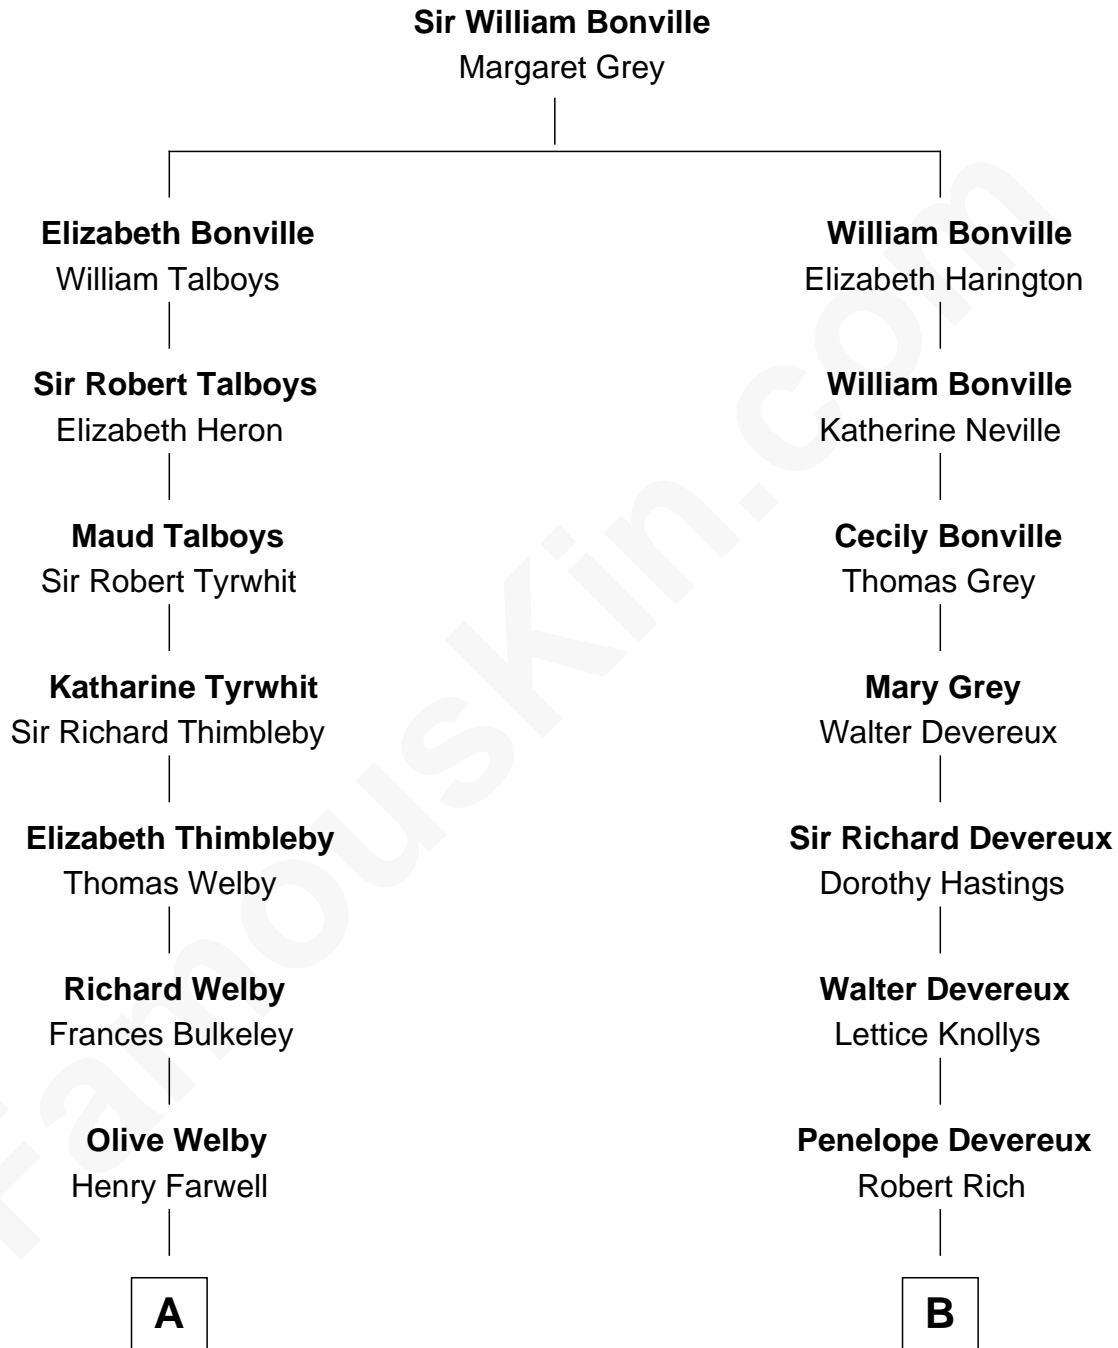 Sir William Bonville
Margaret Grey
Elizabeth Bonville
William Talboys
Sir Robert Talboys
Elizabeth Heron
Maud Talboys
Sir Robert Tyrwhit
Katharine Tyrwhit
Sir Richard Thimbleby
Elizabeth Thimbleby
Thomas Welby
Richard Welby
Frances Bulkeley
Olive Welby
Henry Farwell
A
William Bonville
Elizabeth Harington
William Bonville
Katherine Neville
Cecily Bonville
Thomas Grey
Mary Grey
Walter Devereux
Sir Richard Devereux
Dorothy Hastings
Walter Devereux
Lettice Knollys
Penelope Devereux
Robert Rich
B
FamousKin.com